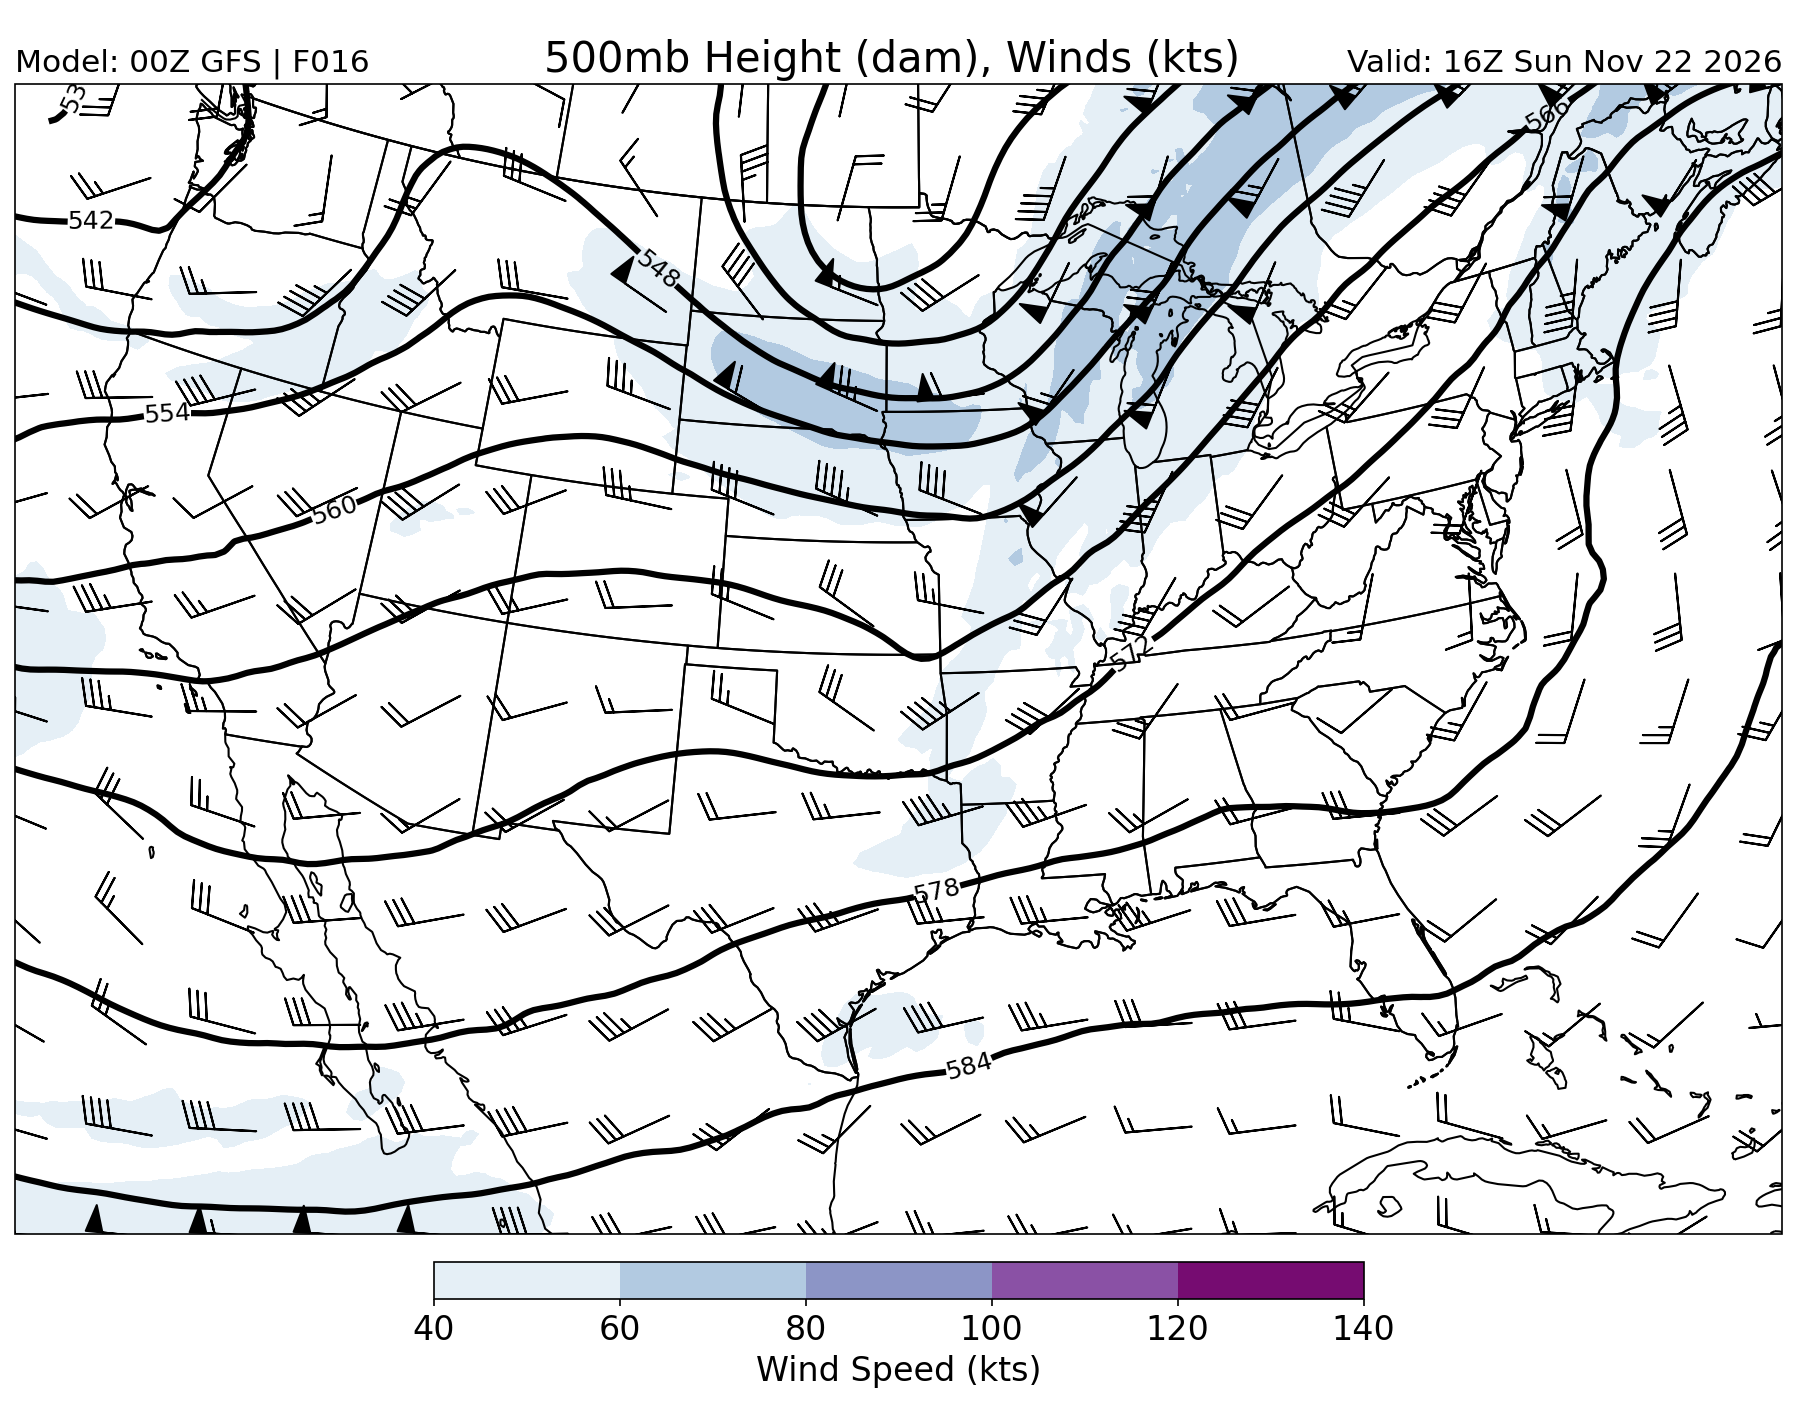 Model: 00Z GFS | F016
500mb Height (dam), Winds (kts)
Valid: 16Z Sun Nov 22 2026
566
542
548
554
560
572
578
584
40 60 80 100 120 140
Wind Speed (kts)